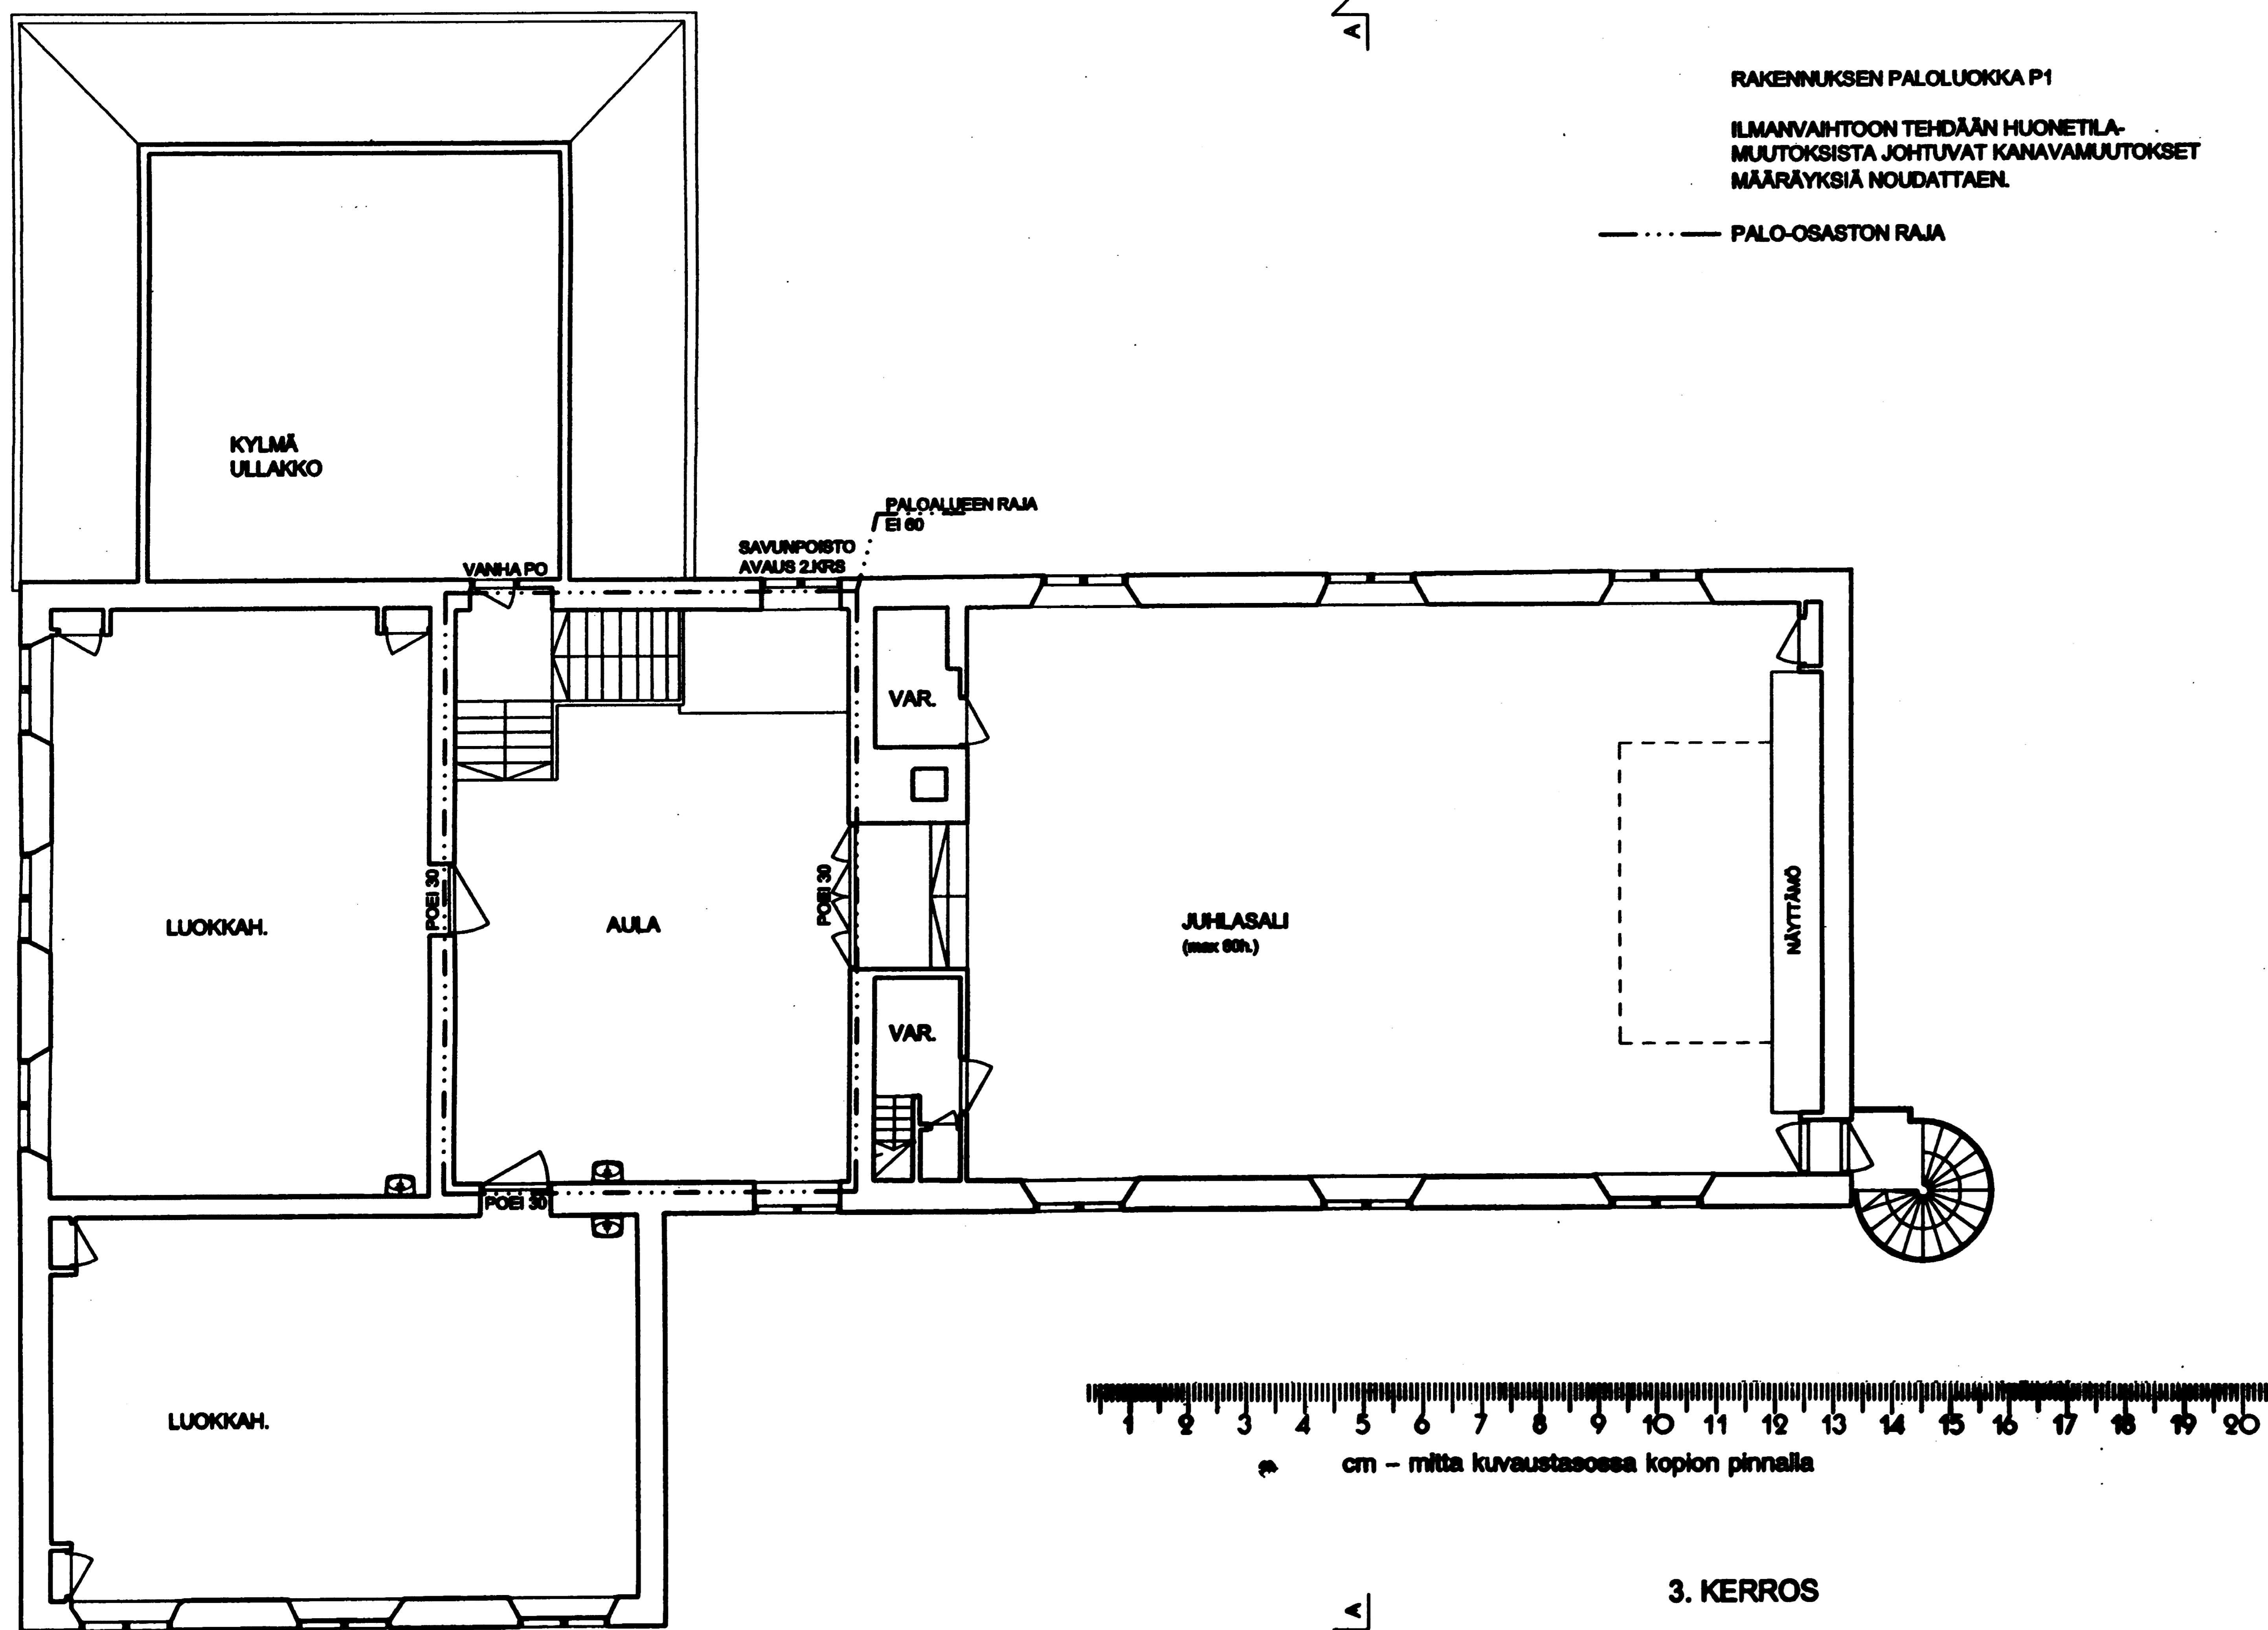 A
RAKENNUKSEN PALOLUOKKA P1
ILMANVAIHTOON TEHDÄÄN HUONETILA-
MUUTOKSISTA JOHTUVAT KANAVAMUUTOKSET
MÄÄRÄYKSIÄ NOUDATTAEN.
PALO-OSASTON RAJA
KYLMÄ
ULLAKKO
PALOALUEEN RAJA
EI 60
SAVUNPOISTO
AVAUS 2.KRS
VANHA PO
VAR.
POEI 30
POEI 30
LUOKKAH.
AULA
JUHLASALI
(max 60h.)
NÄYTTÄMÖ
VAR.
POEI 30
LUOKKAH.
1 2 3 4 5 6 7 8 9 10 11 12 13 14 15 16 17 18 19 20
cm - mitta kuvaustasossa kopion pinnalla
3. KERROS
A